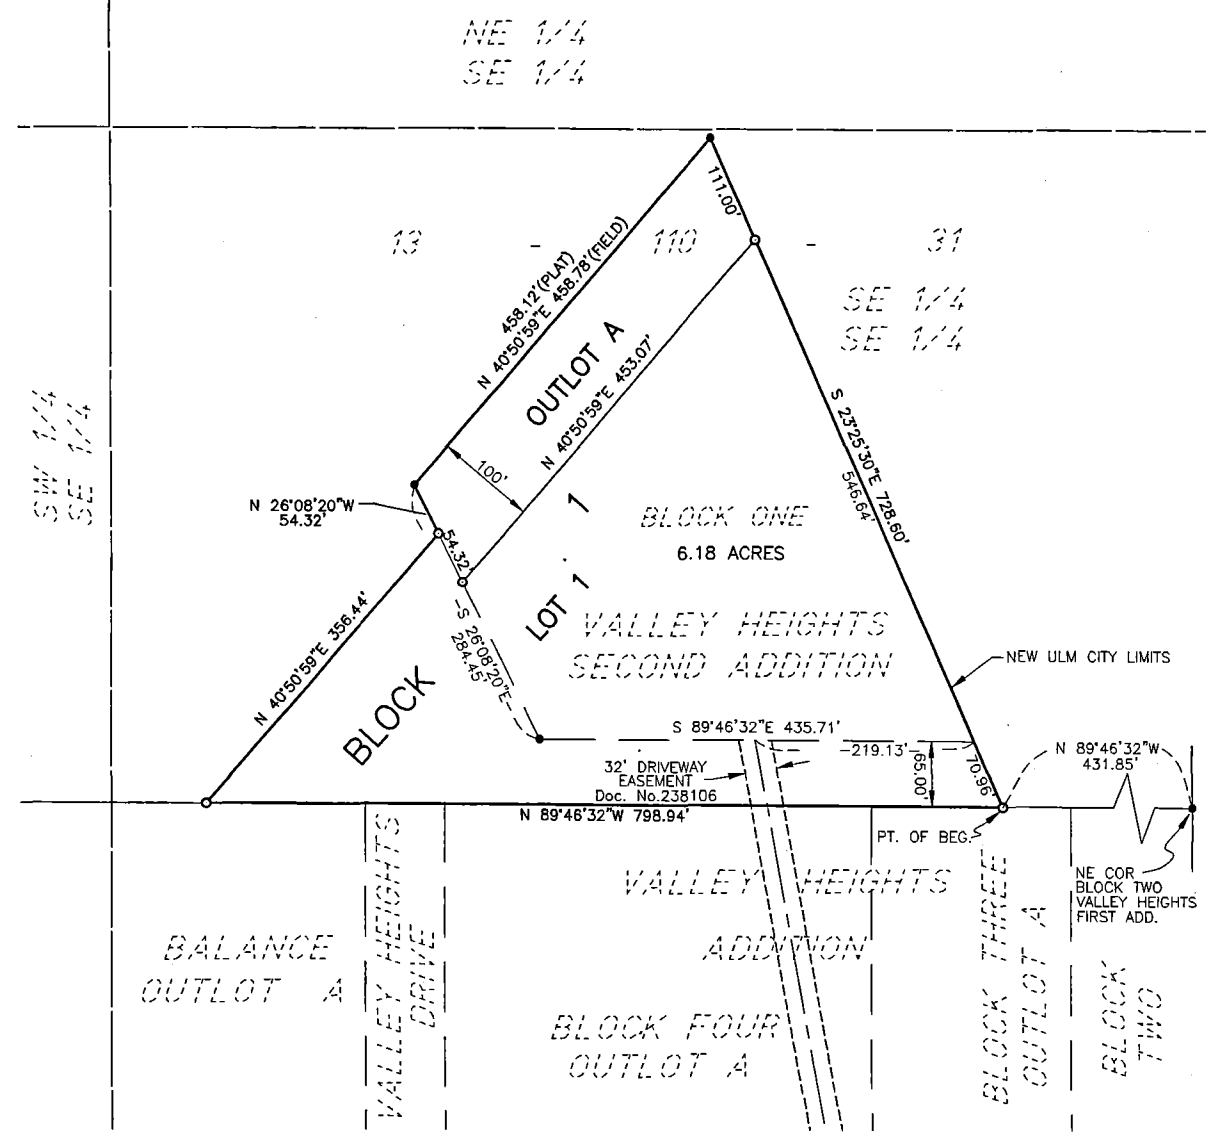 NE 1/4
SE 1/4
13 - 110 - 31
SE 1/4
SE 1/4
SW 1/4
SE 1/4
111.00'
458.12'(PLAT)
N 40°50'59"E 458.78'(FIELD)
OUTLOT A
N 40°50'59"E 453.07'
100'
S 23°25'30"E 728.60'
546.64'
N 26°08'20"W
54.32'
54.32'
BLOCK ONE
6.18 ACRES
LOT 1
BLOCK 1
VALLEY HEIGHTS
SECOND ADDITION
N 40°50'59"E 356.44'
S 26°08'20"E
284.45'
NEW ULM CITY LIMITS
S 89°46'32"E 435.71'
219.13'
65.00'
70.96'
N 89°46'32"W
431.85'
32' DRIVEWAY
EASEMENT
Doc. No.238106
N 89°46'32"W 798.94'
PT. OF BEG.
NE COR
BLOCK TWO
VALLEY HEIGHTS
FIRST ADD.
VALLEY HEIGHTS
ADDITION
BALANCE
OUTLOT A
VALLEY HEIGHTS
DRIVE
BLOCK FOUR
OUTLOT A
BLOCK THREE
OUTLOT A
BLOCK
TWO